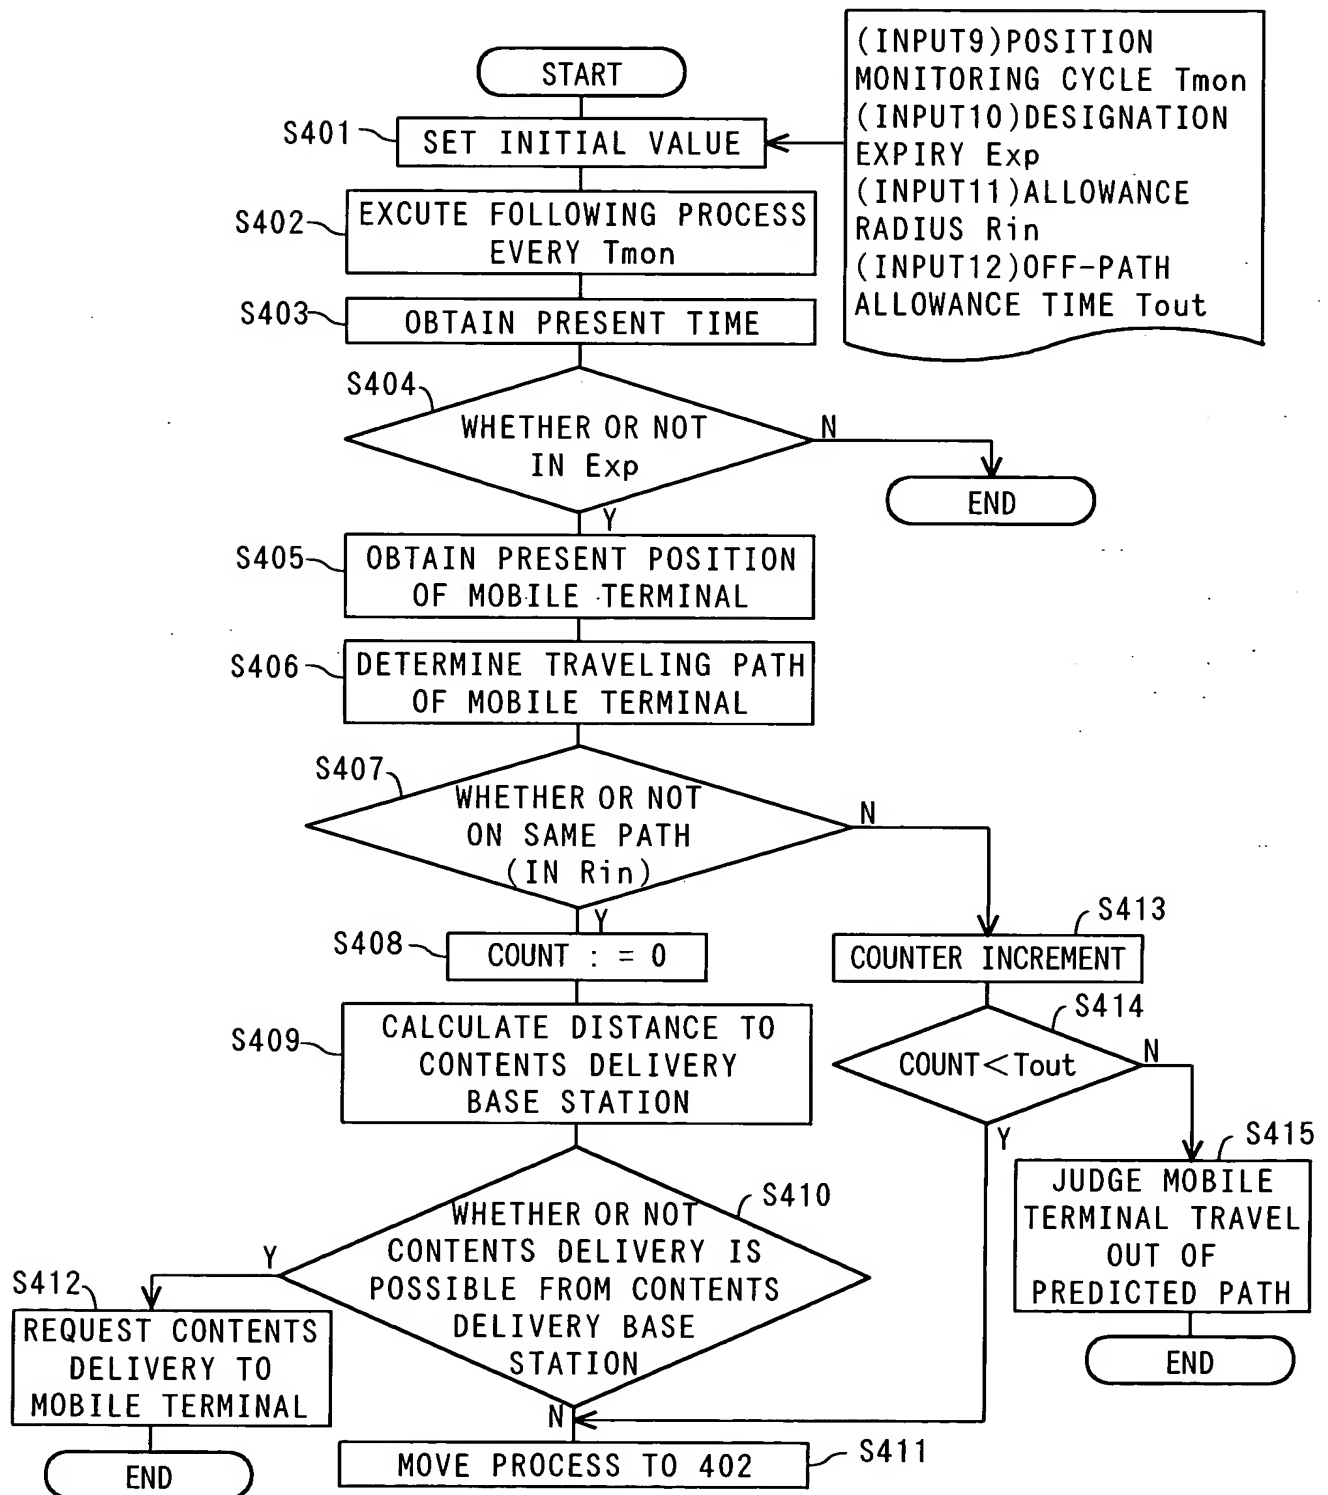 START
(INPUT9)POSITION
MONITORING CYCLE Tmon
(INPUT10)DESIGNATION
EXPIRY Exp
(INPUT11)ALLOWANCE
RADIUS Rin
(INPUT12)OFF-PATH
ALLOWANCE TIME Tout
S401
SET INITIAL VALUE
S402
EXCUTE FOLLOWING PROCESS
EVERY Tmon
S403
OBTAIN PRESENT TIME
S404
WHETHER OR NOT
IN Exp
N
END
Y
S405
OBTAIN PRESENT POSITION
OF MOBILE TERMINAL
S406
DETERMINE TRAVELING PATH
OF MOBILE TERMINAL
S407
WHETHER OR NOT
ON SAME PATH
(IN Rin)
N
Y
S408
COUNT : = 0
S413
COUNTER INCREMENT
S409
CALCULATE DISTANCE TO
CONTENTS DELIVERY
BASE STATION
S414
COUNT<Tout
N
Y
S415
JUDGE MOBILE
TERMINAL TRAVEL
OUT OF
PREDICTED PATH
END
S410
WHETHER OR NOT
CONTENTS DELIVERY IS
POSSIBLE FROM CONTENTS
DELIVERY BASE
STATION
Y
S412
REQUEST CONTENTS
DELIVERY TO
MOBILE TERMINAL
END
N
S411
MOVE PROCESS TO 402